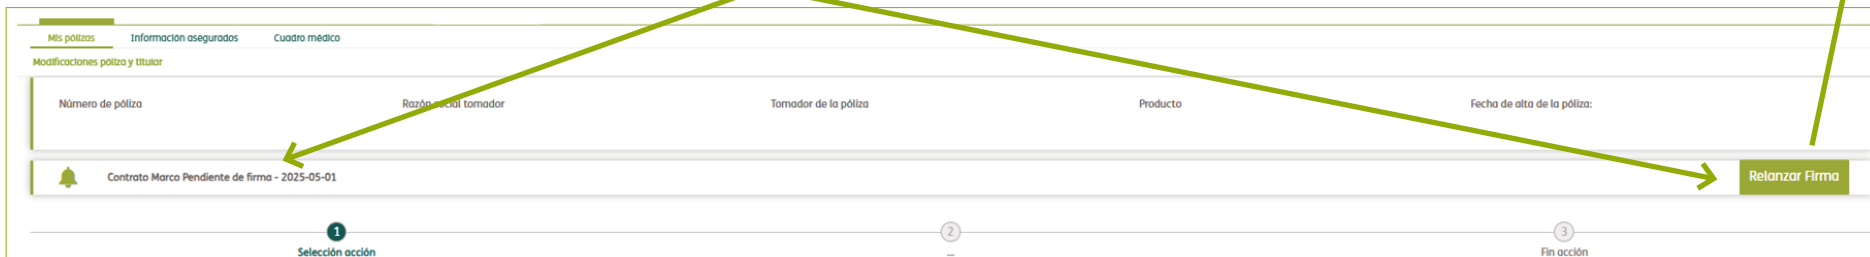 Mis pólizas Información asegurados Cuadro médico
Modificaciones póliza y titular
Número de póliza Razón social tomador Tomador de la póliza Producto Fecha de alta de la póliza:
Contrato Marco Pendiente de firma - 2025-05-01 Relanzar Firma
1 2 3
Selección acción ... Fin acción